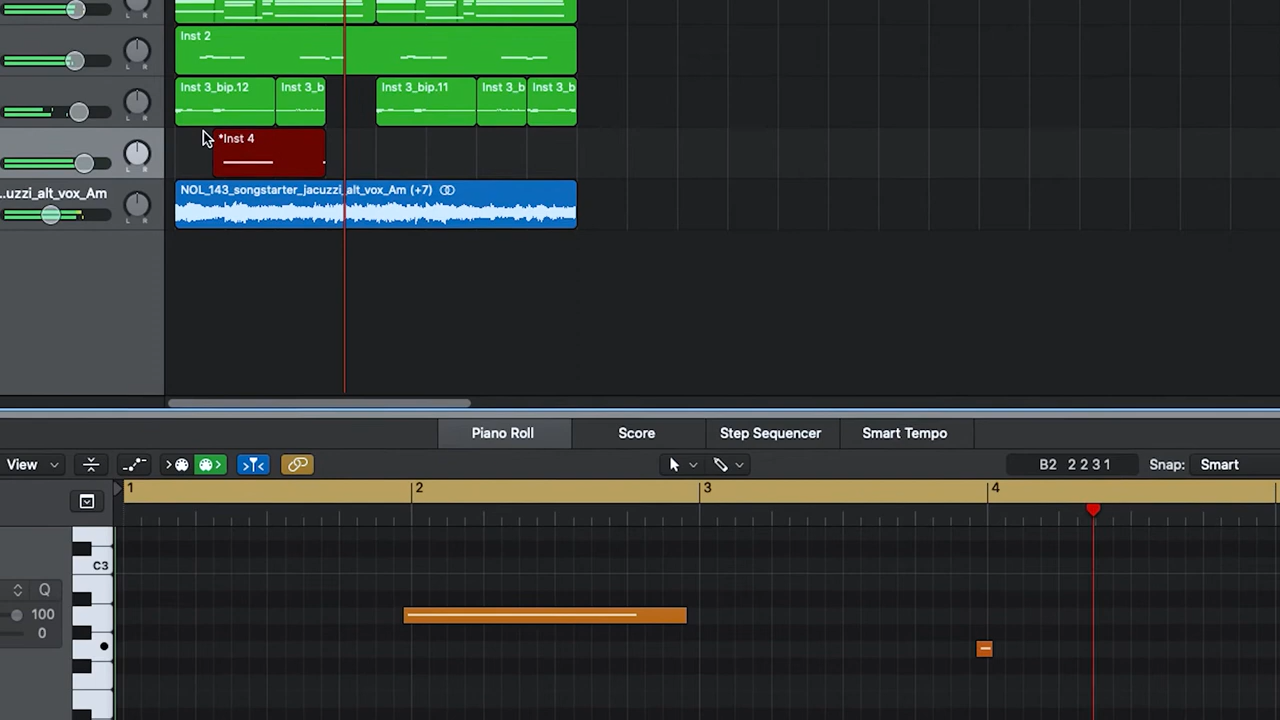 Inst 2
Inst 3_bip.12
Inst 3_b
Inst 3_bip.11
Inst 3_b
Inst 3_b
*Inst 4
..uzzi_alt_vox_Am
NOL_143_songstarter_jacuzzi_alt_vox_Am (+7)
L R
L R
L R
L R
L R
Piano Roll
Score
Step Sequencer
Smart Tempo
View
B2 2 2 3 1
Snap: Smart
1
2
3
4
C3
Q
100
0